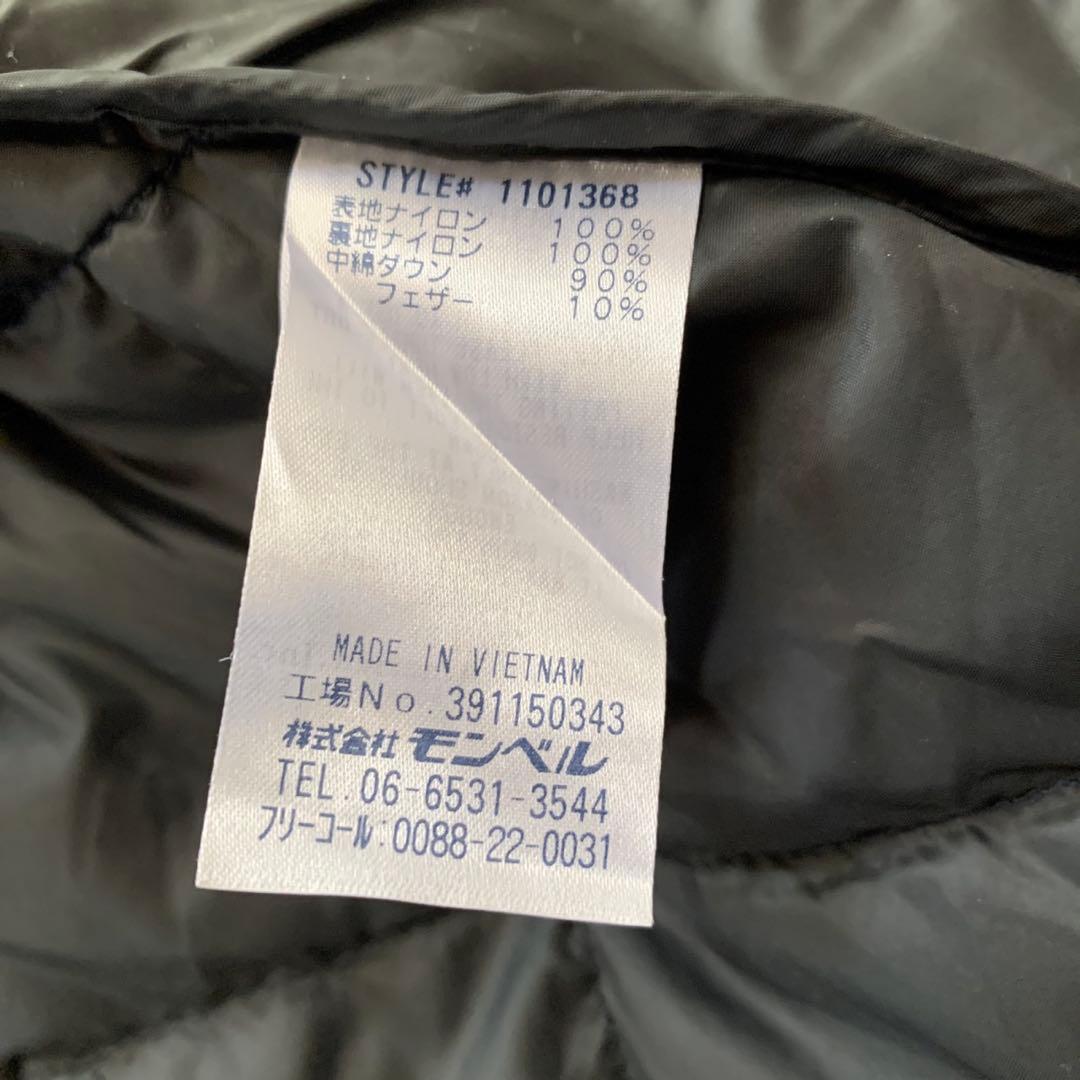 STYLE# 1101368
表地ナイロン 100%
裏地ナイロン 100%
中綿ダウン 90%
フェザー 10%
MADE IN VIETNAM
工場No.391150343
株式会社モンベル
TEL.06-6531-3544
フリーコール:0088-22-0031